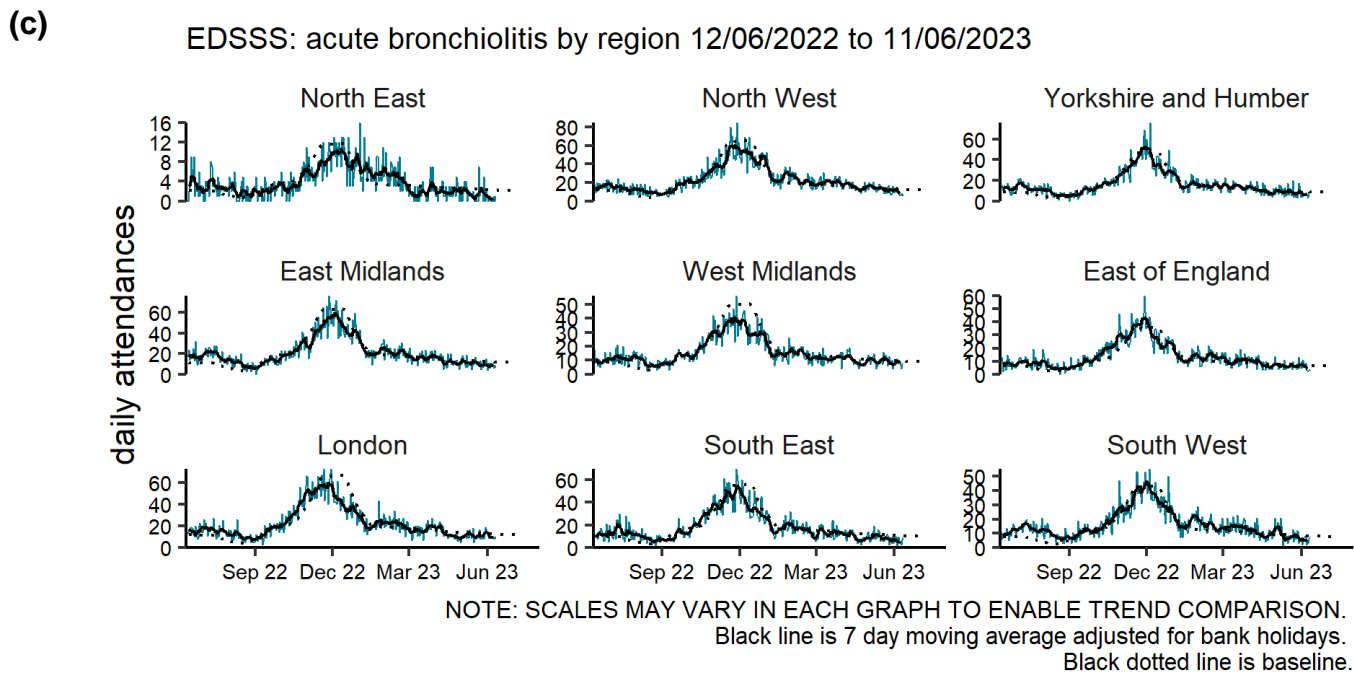 (c)
EDSSS: acute bronchiolitis by region 12/06/2022 to 11/06/2023
daily attendances
North East
16
12
8
4
0
North West
80
60
40
20
0
Yorkshire and Humber
60
40
20
0
East Midlands
60
40
20
0
West Midlands
50
40
30
20
10
0
East of England
60
50
40
30
20
10
0
London
60
40
20
0
South East
60
40
20
0
South West
50
40
30
20
10
0
Sep 22 Dec 22 Mar 23 Jun 23
Sep 22 Dec 22 Mar 23 Jun 23
Sep 22 Dec 22 Mar 23 Jun 23
NOTE: SCALES MAY VARY IN EACH GRAPH TO ENABLE TREND COMPARISON.
Black line is 7 day moving average adjusted for bank holidays.
Black dotted line is baseline.